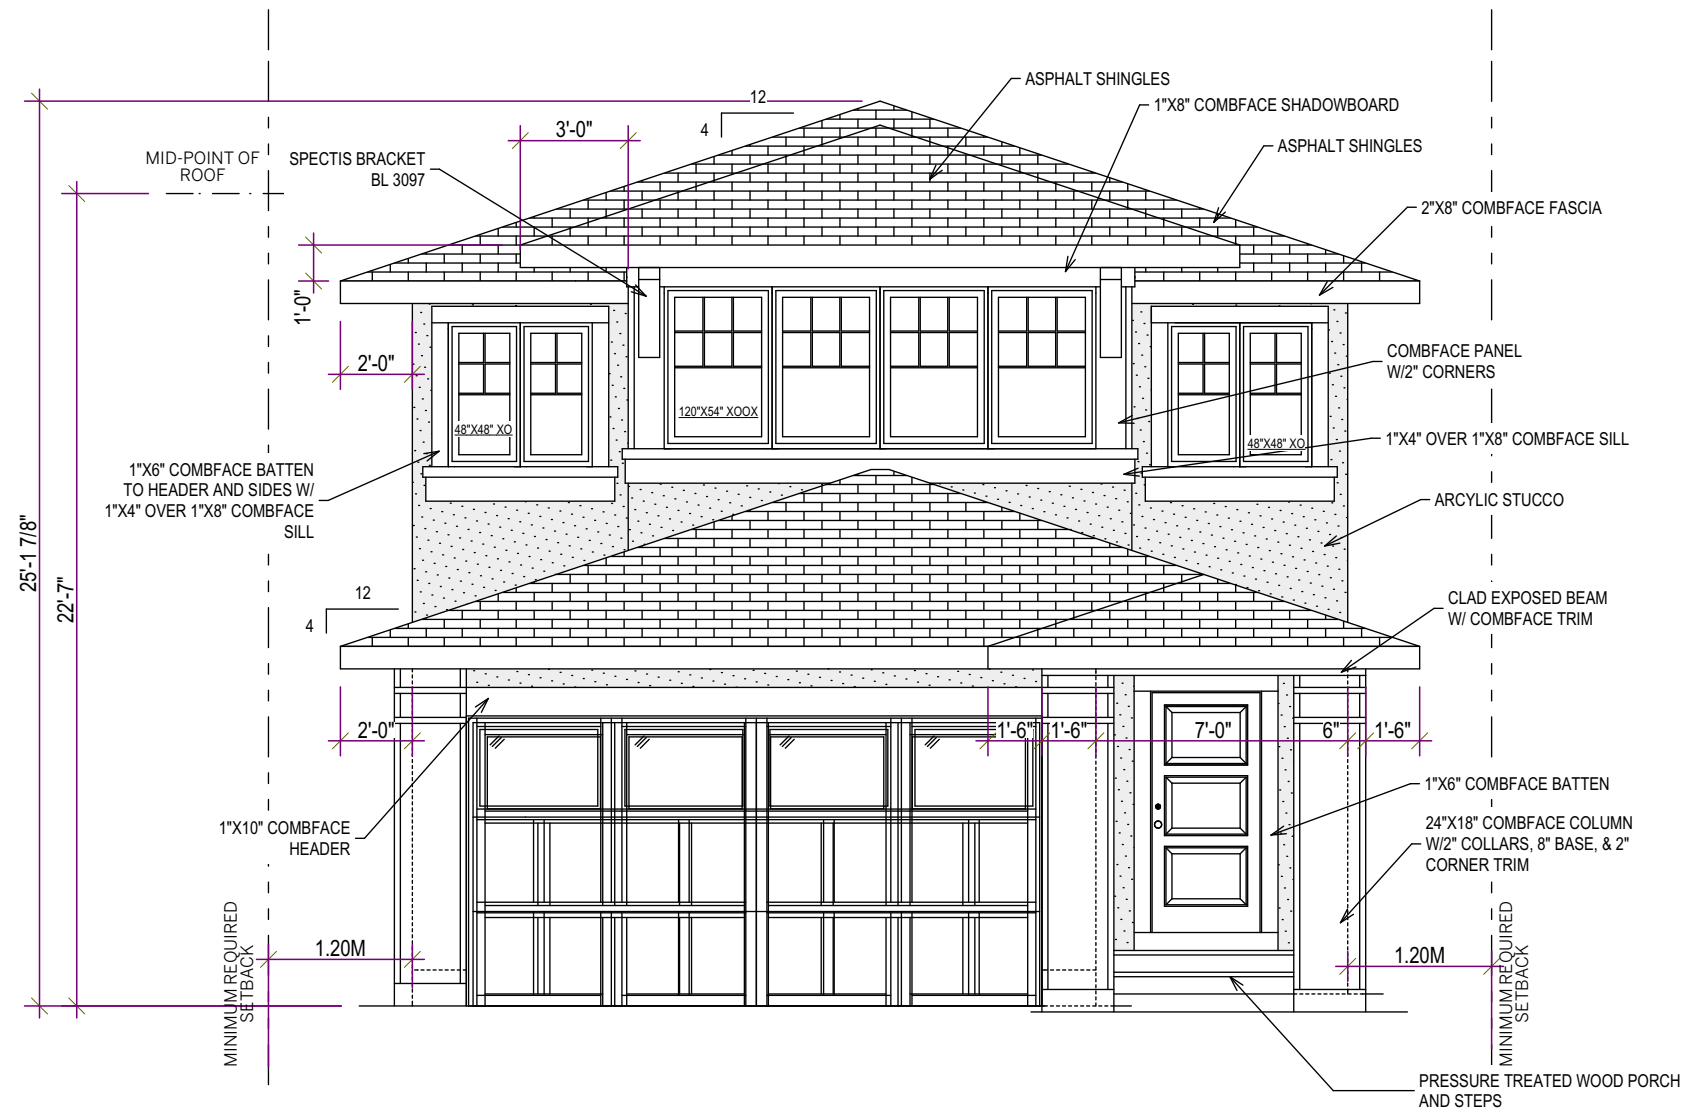 ASPHALT SHINGLES
12
4
1"X8" COMBFACE SHADOWBOARD
3'-0"
MID-POINT OF
ROOF
SPECTIS BRACKET
BL 3097
ASPHALT SHINGLES
2"X8" COMBFACE FASCIA
1'-0"
2'-0"
COMBFACE PANEL
W/2" CORNERS
120"X54" XOOX
48"X48" XO
48"X48" XO
1"X4" OVER 1"X8" COMBFACE SILL
1"X6" COMBFACE BATTEN
TO HEADER AND SIDES W/
1"X4" OVER 1"X8" COMBFACE
SILL
ARCYLIC STUCCO
25'-1 7/8"
22'-7"
12
4
CLAD EXPOSED BEAM
W/ COMBFACE TRIM
2'-0"
1'-6"
1'-6"
7'-0"
6"
1'-6"
1"X6" COMBFACE BATTEN
1"X10" COMBFACE
HEADER
24"X18" COMBFACE COLUMN
W/2" COLLARS, 8" BASE, & 2"
CORNER TRIM
1.20M
1.20M
MINIMUM REQUIRED
SETBACK
MINIMUM REQUIRED
SETBACK
PRESSURE TREATED WOOD PORCH
AND STEPS